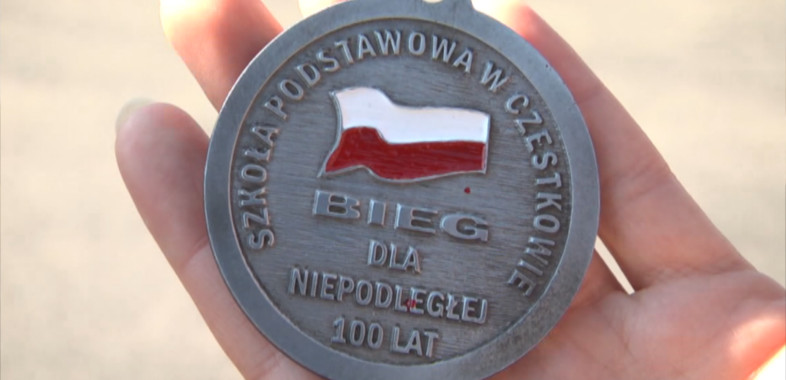 SZKOŁA PODSTAWOWA W CZĘSTKOWIE
BIEG
DLA
NIEPODLEGŁEJ
100 LAT